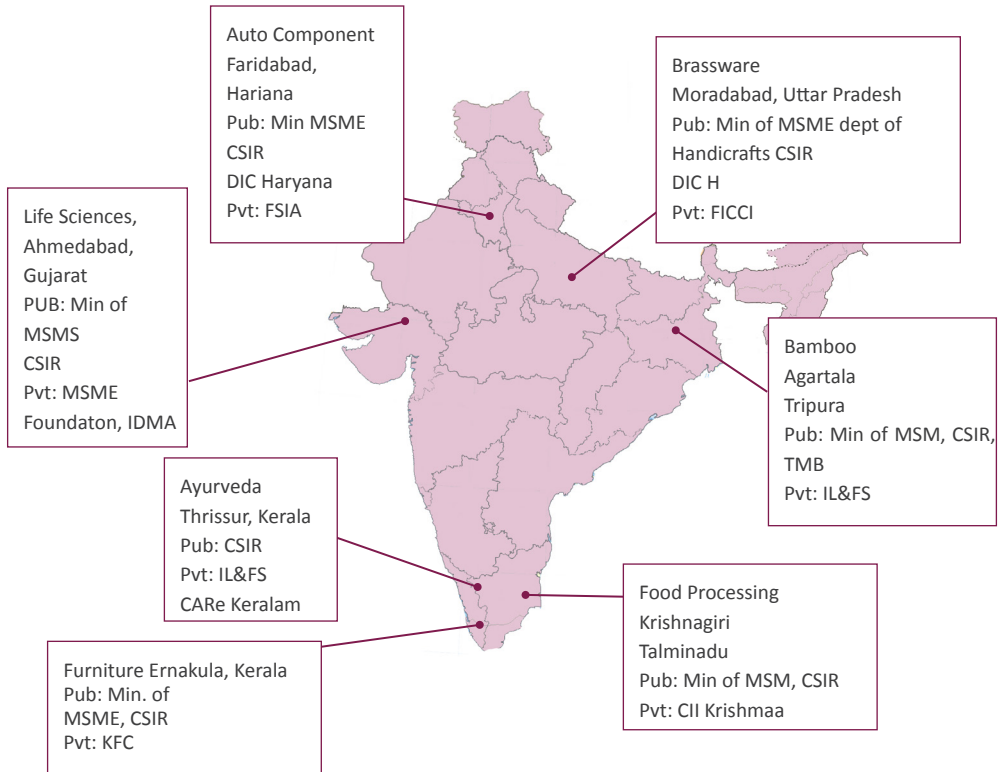 Auto Component
Faridabad,
Hariana
Pub: Min MSME
CSIR
DIC Haryana
Pvt: FSIA
Brassware
Moradabad, Uttar Pradesh
Pub: Min of MSME dept of
Handicrafts CSIR
DIC H
Pvt: FICCI
Life Sciences,
Ahmedabad,
Gujarat
PUB: Min of
MSMS
CSIR
Pvt: MSME
Foundaton, IDMA
Bamboo
Agartala
Tripura
Pub: Min of MSM, CSIR,
TMB
Pvt: IL&FS
Ayurveda
Thrissur, Kerala
Pub: CSIR
Pvt: IL&FS
CARe Keralam
Food Processing
Krishnagiri
Talminadu
Pub: Min of MSM, CSIR
Pvt: CII Krishmaa
Furniture Ernakula, Kerala
Pub: Min. of
MSME, CSIR
Pvt: KFC